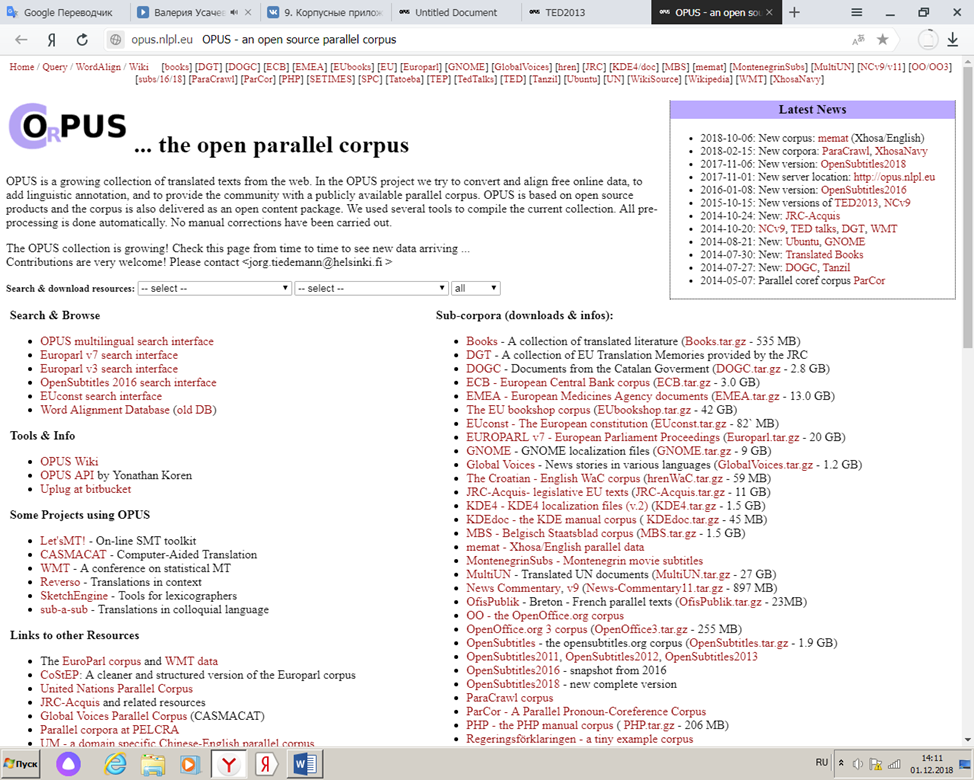 Google Переводчик
Валерия Усачев
9. Корпусные прилож
Untitled Document
TED2013
OPUS - an open sou
opus.nlpl.eu OPUS - an open source parallel corpus
Home / Query / WordAlign / Wiki [books] [DGT] [DOGC] [ECB] [EMEA] [EUbooks] [EU] [Europarl] [GNOME] [GlobalVoices] [hren] [JRC] [KDE4/doc] [MBS] [memat] [MontenegrinSubs] [MultiUN] [NCv9/v11] [OO/OO3]
[subs/16/18] [ParaCrawl] [ParCor] [PHP] [SETIMES] [SPC] [Tatoeba] [TEP] [TedTalks] [TED] [Tanzil] [Ubuntu] [UN] [WikiSource] [Wikipedia] [WMT] [XhosaNavy]
OPUS ... the open parallel corpus
OPUS is a growing collection of translated texts from the web. In the OPUS project we try to convert and align free online data, to
add linguistic annotation, and to provide the community with a publicly available parallel corpus. OPUS is based on open source
products and the corpus is also delivered as an open content package. We used several tools to compile the current collection. All pre-
processing is done automatically. No manual corrections have been carried out.
The OPUS collection is growing! Check this page from time to time to see new data arriving ...
Contributions are very welcome! Please contact <jorg.tiedemann@helsinki.fi >
Search & download resources: -- select -- -- select -- all
Latest News
2018-10-06: New corpus: memat (Xhosa/English)
2018-02-15: New corpora: ParaCrawl, XhosaNavy
2017-11-06: New version: OpenSubtitles2018
2017-11-01: New server location: http://opus.nlpl.eu
2016-01-08: New version: OpenSubtitles2016
2015-10-15: New versions of TED2013, NCv9
2014-10-24: New: JRC-Acquis
2014-10-20: NCv9, TED talks, DGT, WMT
2014-08-21: New: Ubuntu, GNOME
2014-07-30: New: Translated Books
2014-07-27: New: DOGC, Tanzil
2014-05-07: Parallel coref corpus ParCor
Search & Browse
OPUS multilingual search interface
Europarl v7 search interface
Europarl v3 search interface
OpenSubtitles 2016 search interface
EUconst search interface
Word Alignment Database (old DB)
Tools & Info
OPUS Wiki
OPUS API by Yonathan Koren
Uplug at bitbucket
Some Projects using OPUS
Let'sMT! - On-line SMT toolkit
CASMACAT - Computer-Aided Translation
WMT - A conference on statistical MT
Reverso - Translations in context
SketchEngine - Tools for lexicographers
sub-a-sub - Translations in colloquial language
Links to other Resources
The EuroParl corpus and WMT data
CoStEP: A cleaner and structured version of the Europarl corpus
United Nations Parallel Corpus
JRC-Acquis and related resources
Global Voices Parallel Corpus (CASMACAT)
Parallel corpora at PELCRA
UM - a domain specific Chinese-English parallel corpus
Sub-corpora (downloads & infos):
Books - A collection of translated literature (Books.tar.gz - 535 MB)
DGT - A collection of EU Translation Memories provided by the JRC
DOGC - Documents from the Catalan Goverment (DOGC.tar.gz - 2.8 GB)
ECB - European Central Bank corpus (ECB.tar.gz - 3.0 GB)
EMEA - European Medicines Agency documents (EMEA.tar.gz - 13.0 GB)
The EU bookshop corpus (EUbookshop.tar.gz - 42 GB)
EUconst - The European constitution (EUconst.tar.gz - 82` MB)
EUROPARL v7 - European Parliament Proceedings (Europarl.tar.gz - 20 GB)
GNOME - GNOME localization files (GNOME.tar.gz - 9 GB)
Global Voices - News stories in various languages (GlobalVoices.tar.gz - 1.2 GB)
The Croatian - English WaC corpus (hrenWaC.tar.gz - 59 MB)
JRC-Acquis- legislative EU texts (JRC-Acquis.tar.gz - 11 GB)
KDE4 - KDE4 localization files (v.2) (KDE4.tar.gz - 1.5 GB)
KDEdoc - the KDE manual corpus ( KDEdoc.tar.gz - 45 MB)
MBS - Belgisch Staatsblad corpus (MBS.tar.gz - 1.5 GB)
memat - Xhosa/English parallel data
MontenegrinSubs - Montenegrin movie subtitles
MultiUN - Translated UN documents (MultiUN.tar.gz - 27 GB)
News Commentary, v9 (News-Commentary11.tar.gz - 897 MB)
OfisPublik - Breton - French parallel texts (OfisPublik.tar.gz - 23MB)
OO - the OpenOffice.org corpus
OpenOffice.org 3 corpus (OpenOffice3.tar.gz - 255 MB)
OpenSubtitles - the opensubtitles.org corpus (OpenSubtitles.tar.gz - 1.9 GB)
OpenSubtitles2011, OpenSubtitles2012, OpenSubtitles2013
OpenSubtitles2016 - snapshot from 2016
OpenSubtitles2018 - new complete version
ParaCrawl corpus
ParCor - A Parallel Pronoun-Coreference Corpus
PHP - the PHP manual corpus ( PHP.tar.gz - 206 MB)
Regeringsförklaringen - a tiny example corpus
Пуск
RU
14:11
01.12.2018